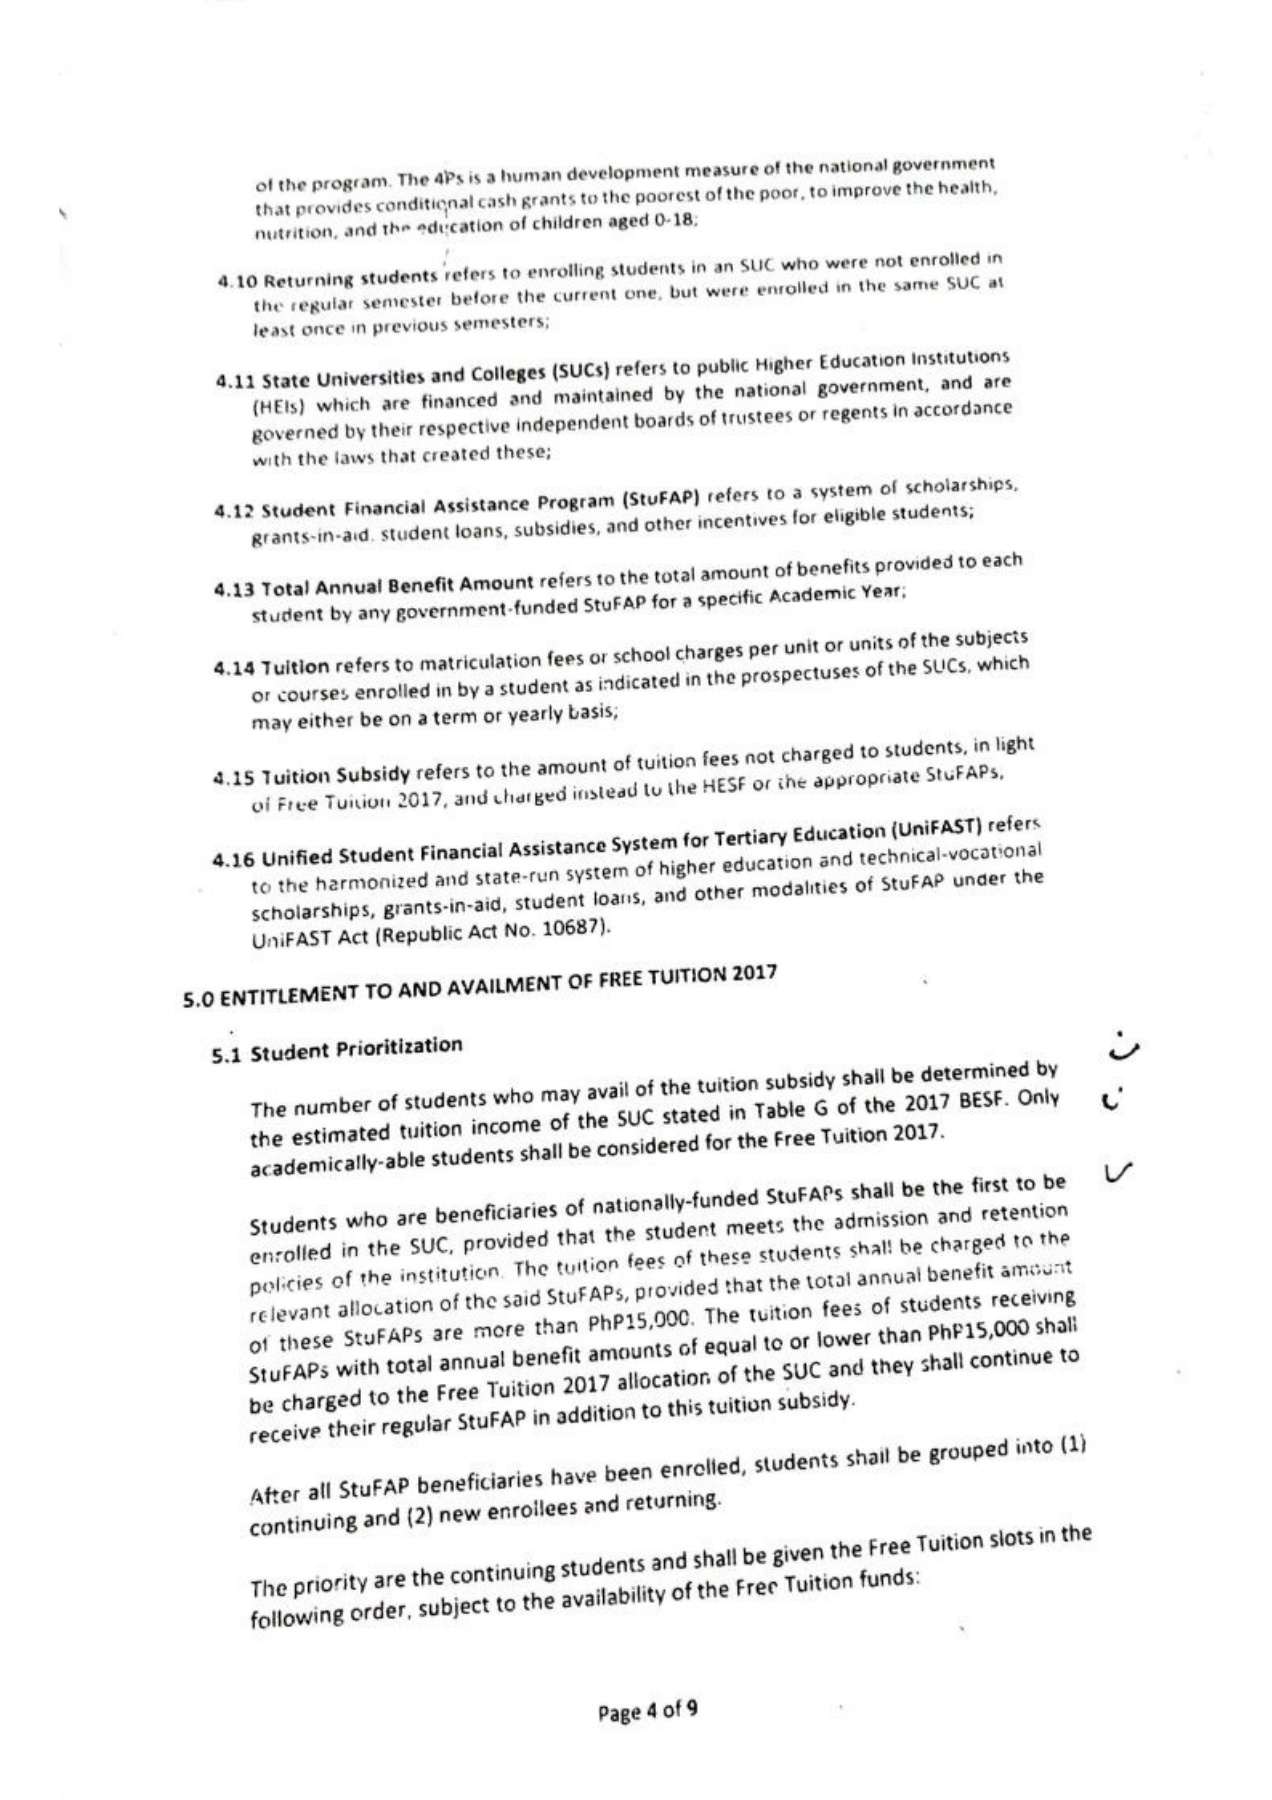 of the program. The 4Ps is a human development measure of the national government
that provides conditional cash grants to the poorest of the poor, to improve the health,
nutrition, and the education of children aged 0-18;
4.10 Returning students refers to enrolling students in an SUC who were not enrolled in
the regular semester before the current one, but were enrolled in the same SUC at
least once in previous semesters;
4.11 State Universities and Colleges (SUCs) refers to public Higher Education Institutions
(HEIs) which are financed and maintained by the national government, and are
governed by their respective independent boards of trustees or regents in accordance
with the laws that created these;
4.12 Student Financial Assistance Program (StuFAP) refers to a system of scholarships,
grants-in-aid. student loans, subsidies, and other incentives for eligible students;
4.13 Total Annual Benefit Amount refers to the total amount of benefits provided to each
student by any government-funded StuFAP for a specific Academic Year;
4.14 Tuition refers to matriculation fees or school charges per unit or units of the subjects
or courses enrolled in by a student as indicated in the prospectuses of the SUCs, which
may either be on a term or yearly basis;
4.15 Tuition Subsidy refers to the amount of tuition fees not charged to students, in light
of Free Tuition 2017, and charged instead to the HESF or the appropriate StuFAPs,
4.16 Unified Student Financial Assistance System for Tertiary Education (UniFAST) refers
to the harmonized and state-run system of higher education and technical-vocational
scholarships, grants-in-aid, student loans, and other modalities of StuFAP under the
UniFAST Act (Republic Act No. 10687).
5.0 ENTITLEMENT TO AND AVAILMENT OF FREE TUITION 2017
5.1 Student Prioritization
The number of students who may avail of the tuition subsidy shall be determined by
the estimated tuition income of the SUC stated in Table G of the 2017 BESF. Only
academically-able students shall be considered for the Free Tuition 2017.
Students who are beneficiaries of nationally-funded StuFAPs shall be the first to be
enrolled in the SUC, provided that the student meets the admission and retention
policies of the institution. The tuition fees of these students shall be charged to the
relevant allocation of the said StuFAPs, provided that the total annual benefit amount
of these StuFAPs are more than PhP15,000. The tuition fees of students receiving
StuFAPs with total annual benefit amounts of equal to or lower than PhP15,000 shall
be charged to the Free Tuition 2017 allocation of the SUC and they shall continue to
receive their regular StuFAP in addition to this tuition subsidy.
After all StuFAP beneficiaries have been enrolled, students shall be grouped into (1)
continuing and (2) new enrollees and returning.
The priority are the continuing students and shall be given the Free Tuition slots in the
following order, subject to the availability of the Free Tuition funds:
Page 4 of 9